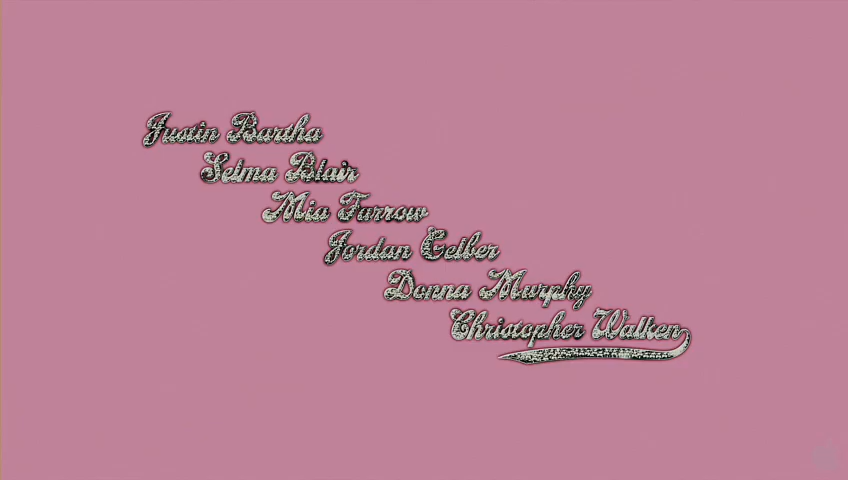 Justin Bartha
Selma Blair
Mia Farrow
Jordan Gelber
Donna Murphy
Christopher Walken